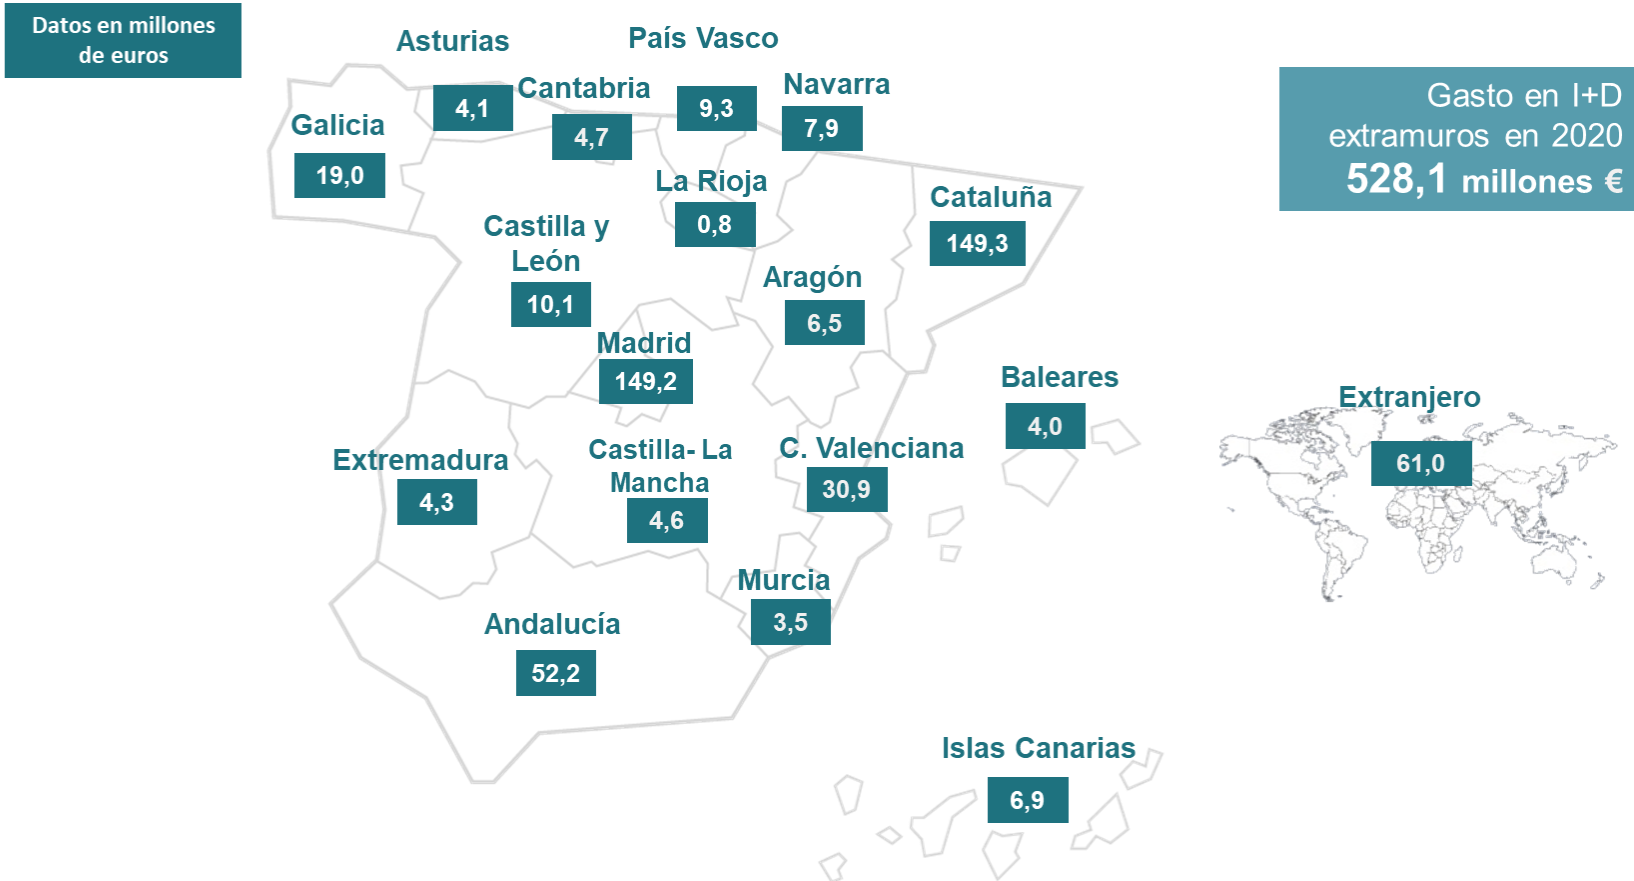 Datos en millones
de euros
Asturias
4,1
País Vasco
9,3
Cantabria
4,7
Navarra
7,9
Galicia
19,0
Gasto en I+D
extramuros en 2020
528,1 millones €
La Rioja
0,8
Cataluña
149,3
Castilla y
León
10,1
Aragón
6,5
Madrid
149,2
Baleares
4,0
Extranjero
61,0
Extremadura
4,3
Castilla- La
Mancha
4,6
C. Valenciana
30,9
Murcia
3,5
Andalucía
52,2
Islas Canarias
6,9